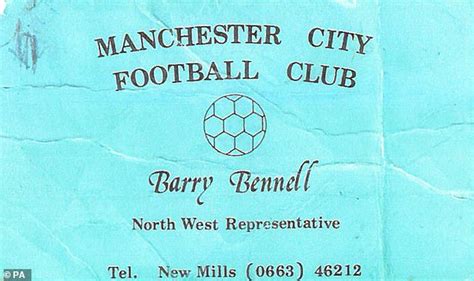 MANCHESTER CITY
FOOTBALL CLUB
Barry Bennell
North West Representative
Tel. New Mills (0663) 46212
© PA